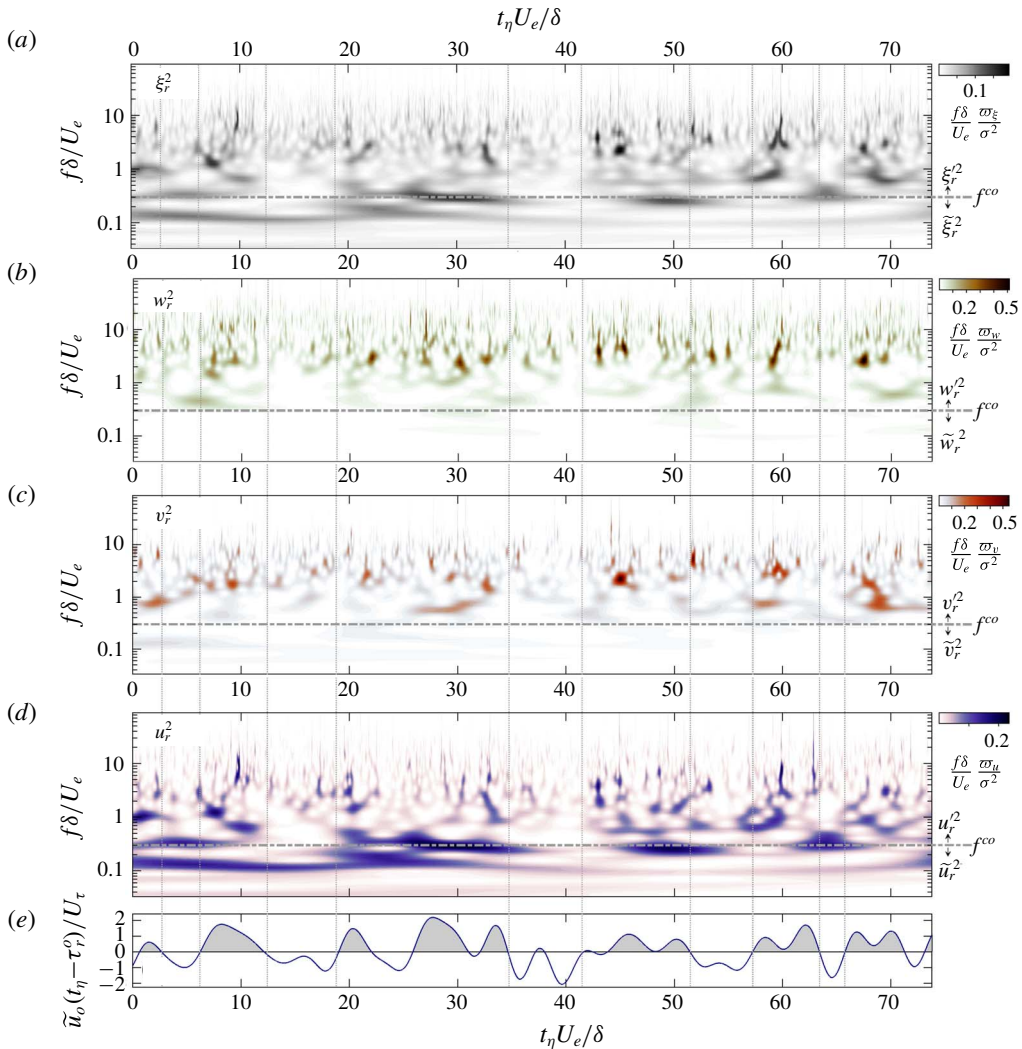 t_ηU_e/δ
(a)
0 10 20 30 40 50 60 70
ξ_r^2
10
1
0.1
fδ/U_e
0.1
fδ/U_e ϖ_ξ/σ^2
ξ_r′^2
f^co
ξ̃_r^2
0 10 20 30 40 50 60 70
(b)
w_r^2
10
1
0.1
fδ/U_e
0.2 0.5
fδ/U_e ϖ_w/σ^2
w_r′^2
f^co
w̃_r^2
0 10 20 30 40 50 60 70
(c)
v_r^2
10
1
0.1
fδ/U_e
0.2 0.5
fδ/U_e ϖ_v/σ^2
v_r′^2
f^co
ṽ_r^2
0 10 20 30 40 50 60 70
(d)
u_r^2
10
1
0.1
fδ/U_e
0.2
fδ/U_e ϖ_u/σ^2
u_r′^2
f^co
ũ_r^2
(e)
2
1
0
−1
−2
ũ_o(t_η−τ_r^o)/U_τ
0 10 20 30 40 50 60 70
t_ηU_e/δ